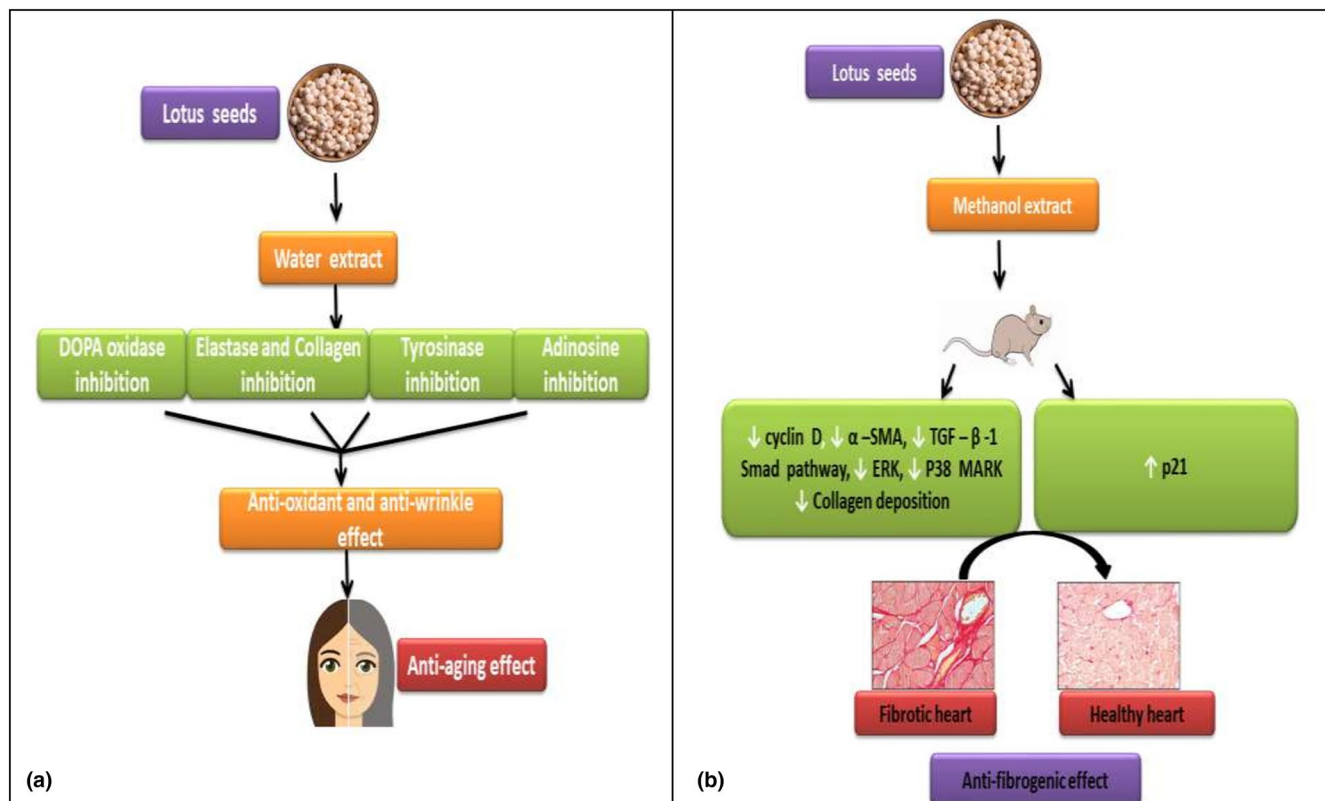 Lotus seeds
Water extract
DOPA oxidase
inhibition
Elastase and Collagen
inhibition
Tyrosinase
inhibition
Adinosine
inhibition
Anti-oxidant and anti-wrinkle
effect
Anti-aging effect
(a)
Lotus seeds
Methanol extract
↓ cyclin D, ↓ α –SMA, ↓ TGF – β -1
Smad pathway, ↓ ERK, ↓ P38 MARK
↓ Collagen deposition
↑ p21
Fibrotic heart
Healthy heart
Anti-fibrogenic effect
(b)